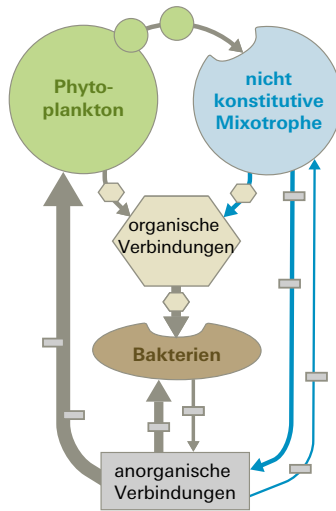 Phyto-
plankton
nicht
konstitutive
Mixotrophe
organische
Verbindungen
Bakterien
anorganische
Verbindungen